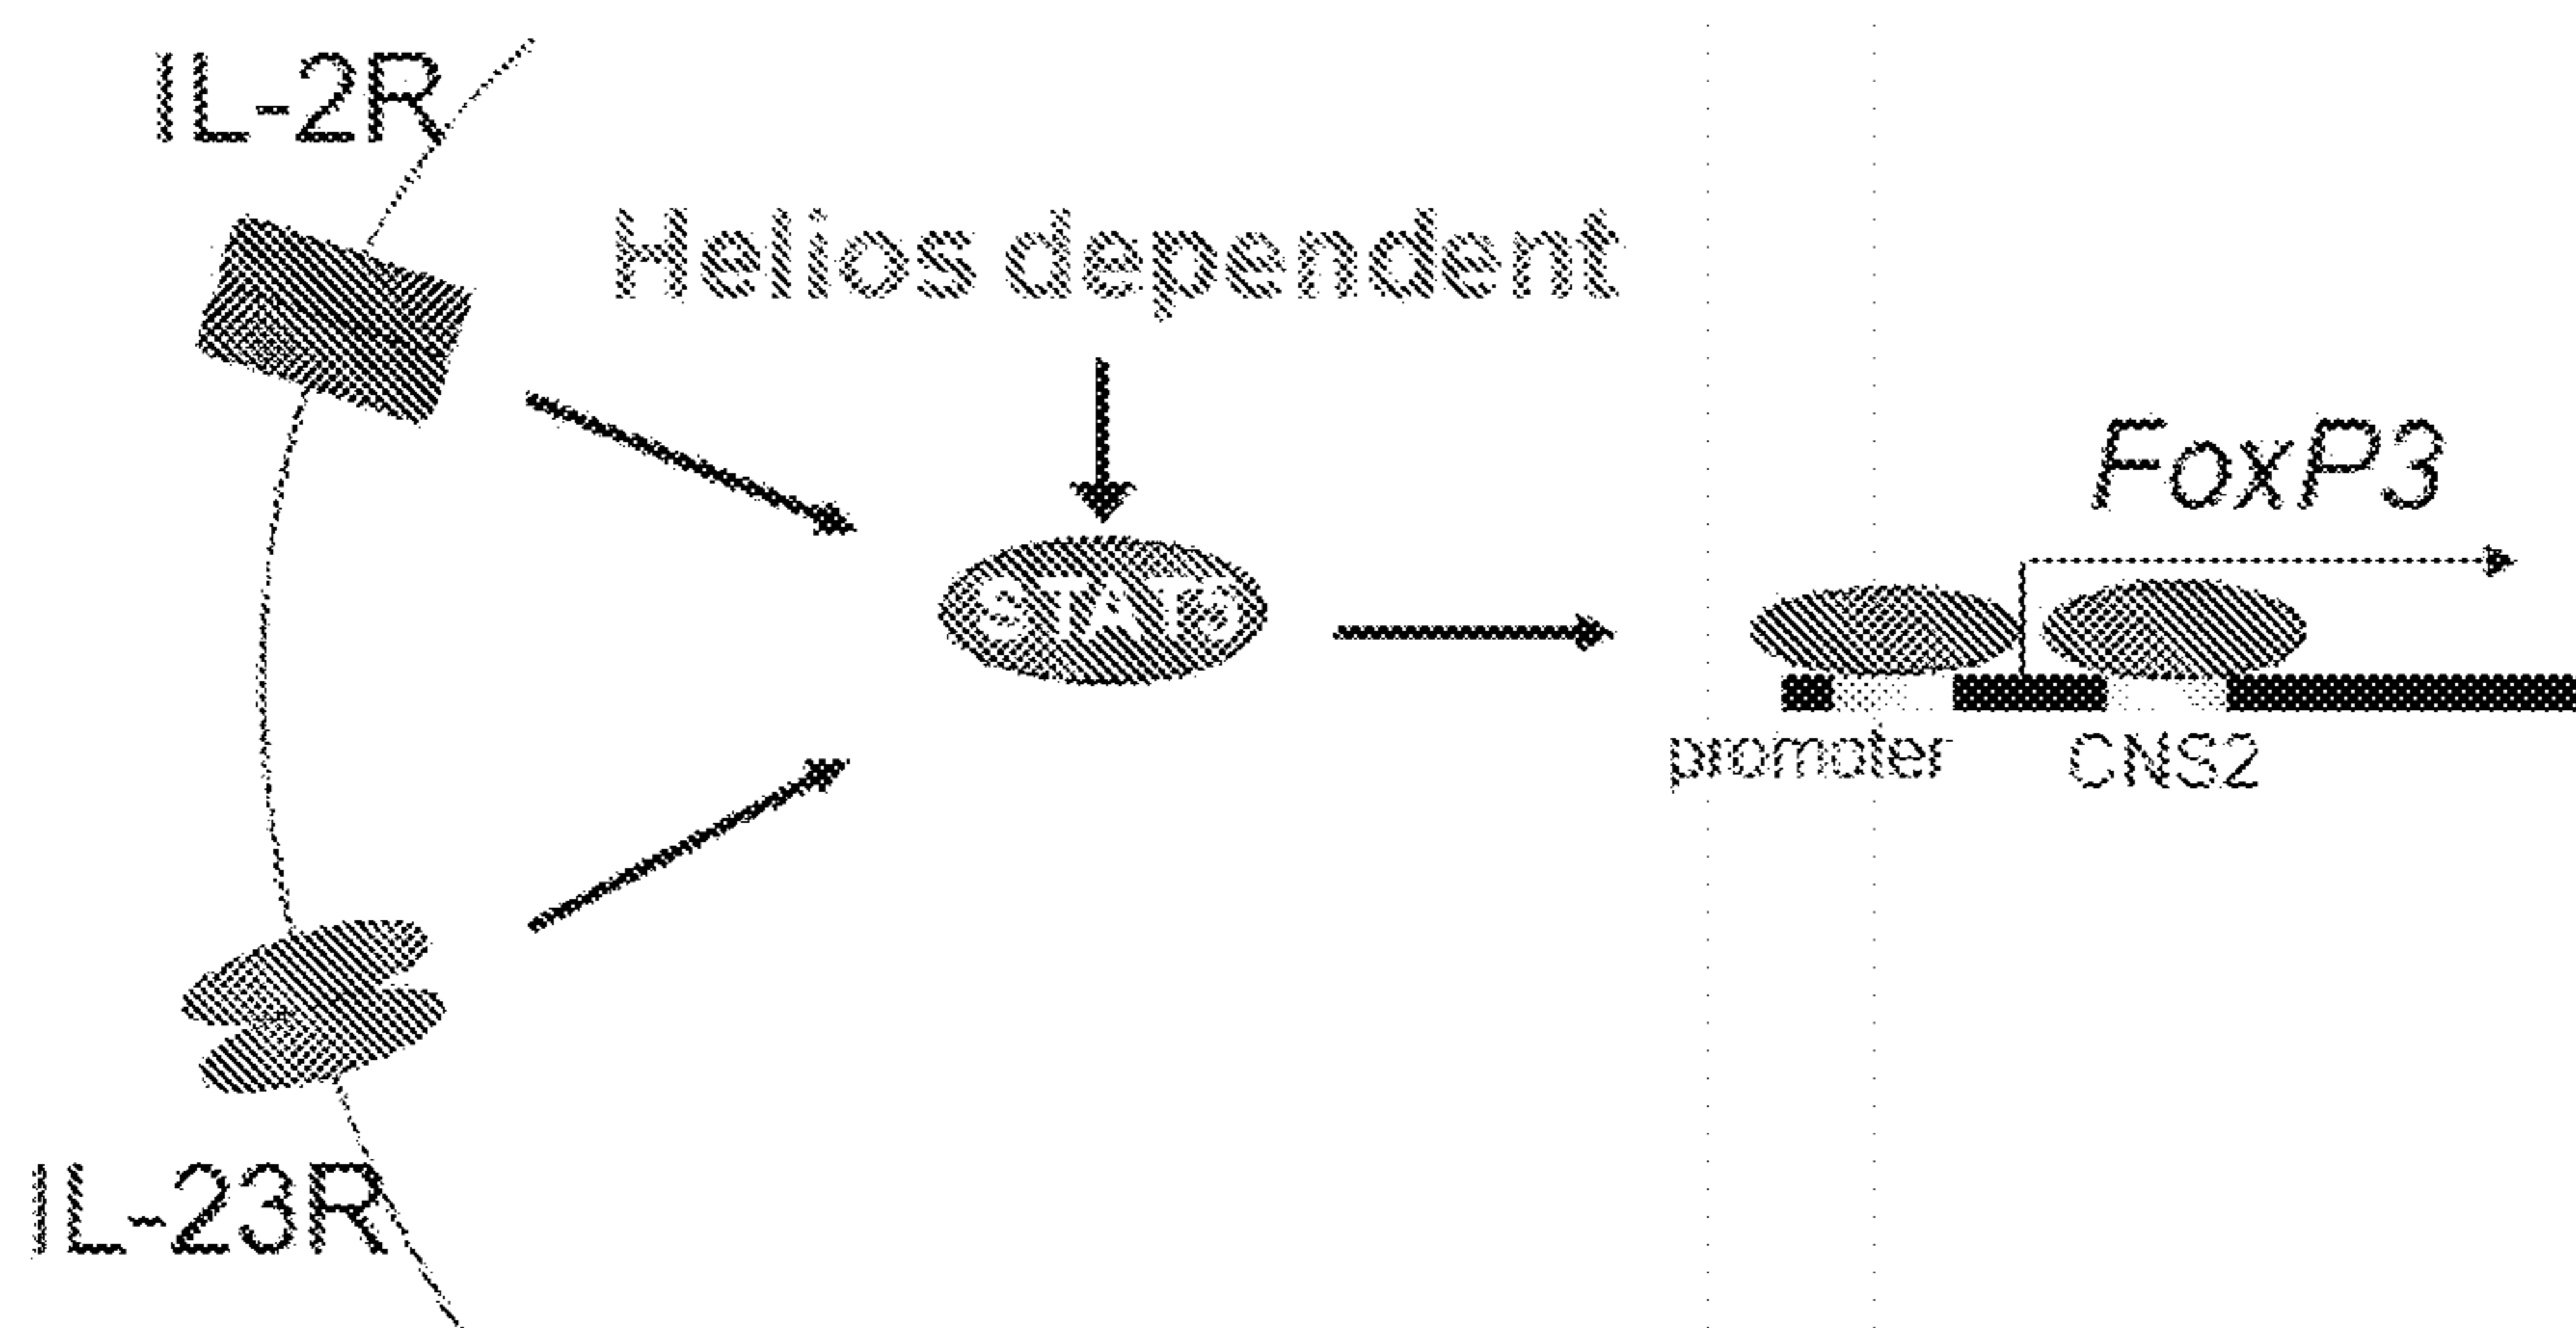 IL-2R
Helios dependent
FoxP3
STAT5
promoter
CNS2
IL-23R